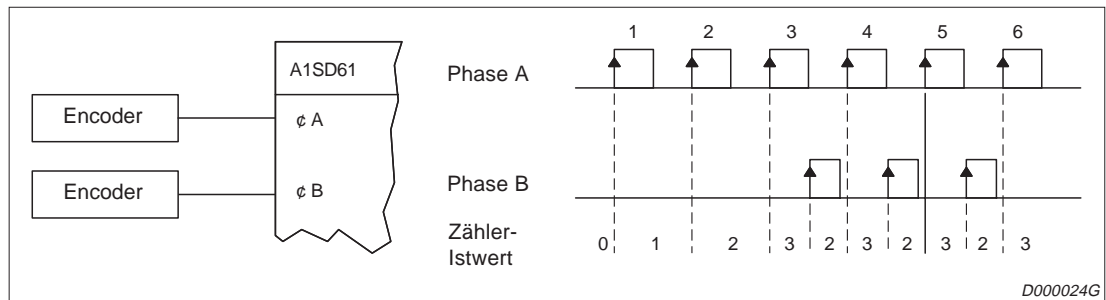 1 2 3 4 5 6
A1SD61
Phase A
Encoder
¢ A
Encoder
¢ B
Phase B
Zähler-
Istwert
0 1 2 3 2 3 2 3 2 3
D000024G